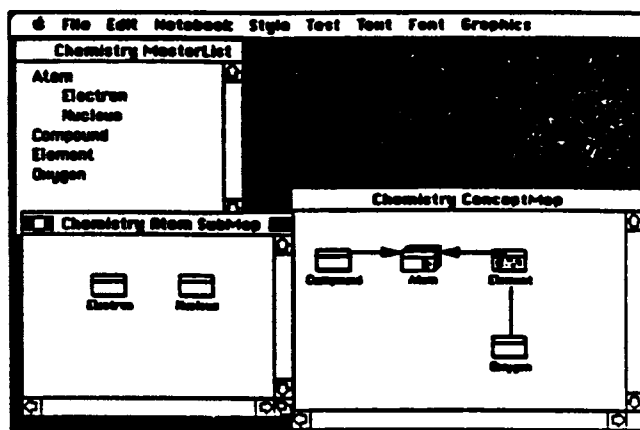 File Edit Notebook Style Test Text Font Graphics
Chemistry MasterList
Atom
Electron
Nucleus
Compound
Element
Oxygen
Chemistry ConceptMap
Chemistry Atom SubMap
Compound Atom Element
Electron Nucleus
Oxygen